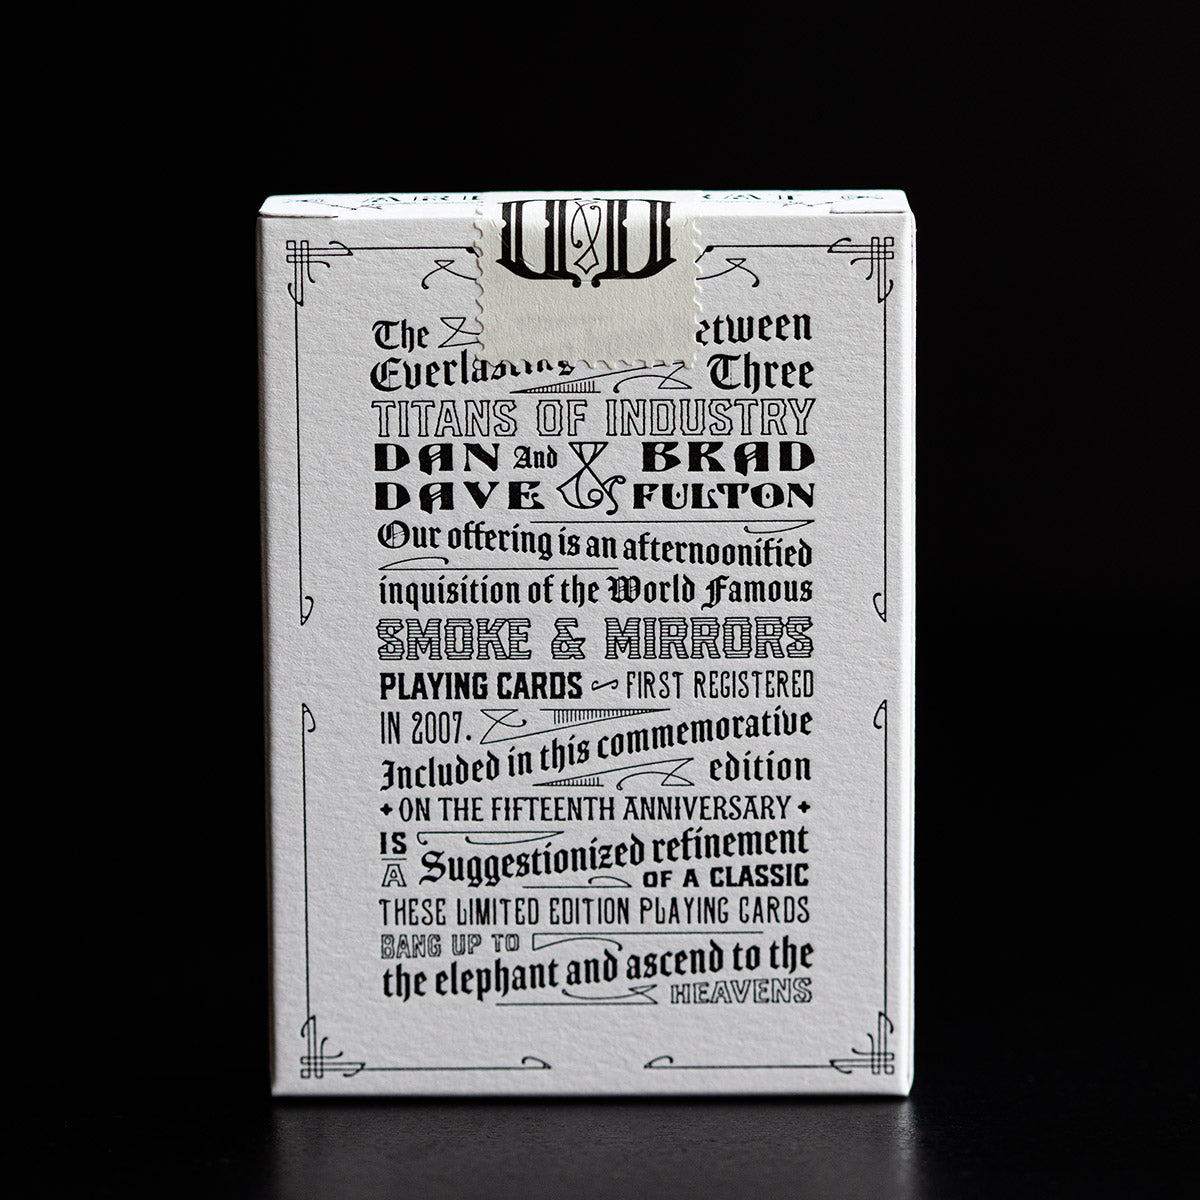 The
Everlasting Three
TITANS OF INDUSTRY
DAN And BRAD
DAVE & FULTON
Our offering is an afternoonified
inquisition of the World Famous
SMOKE & MIRRORS
PLAYING CARDS ~ FIRST REGISTERED
IN 2007.
Included in this commemorative
edition
ON THE FIFTEENTH ANNIVERSARY
IS
A Suggestionized refinement
OF A CLASSIC
THESE LIMITED EDITION PLAYING CARDS
BANG UP TO
the elephant and ascend to the
HEAVENS